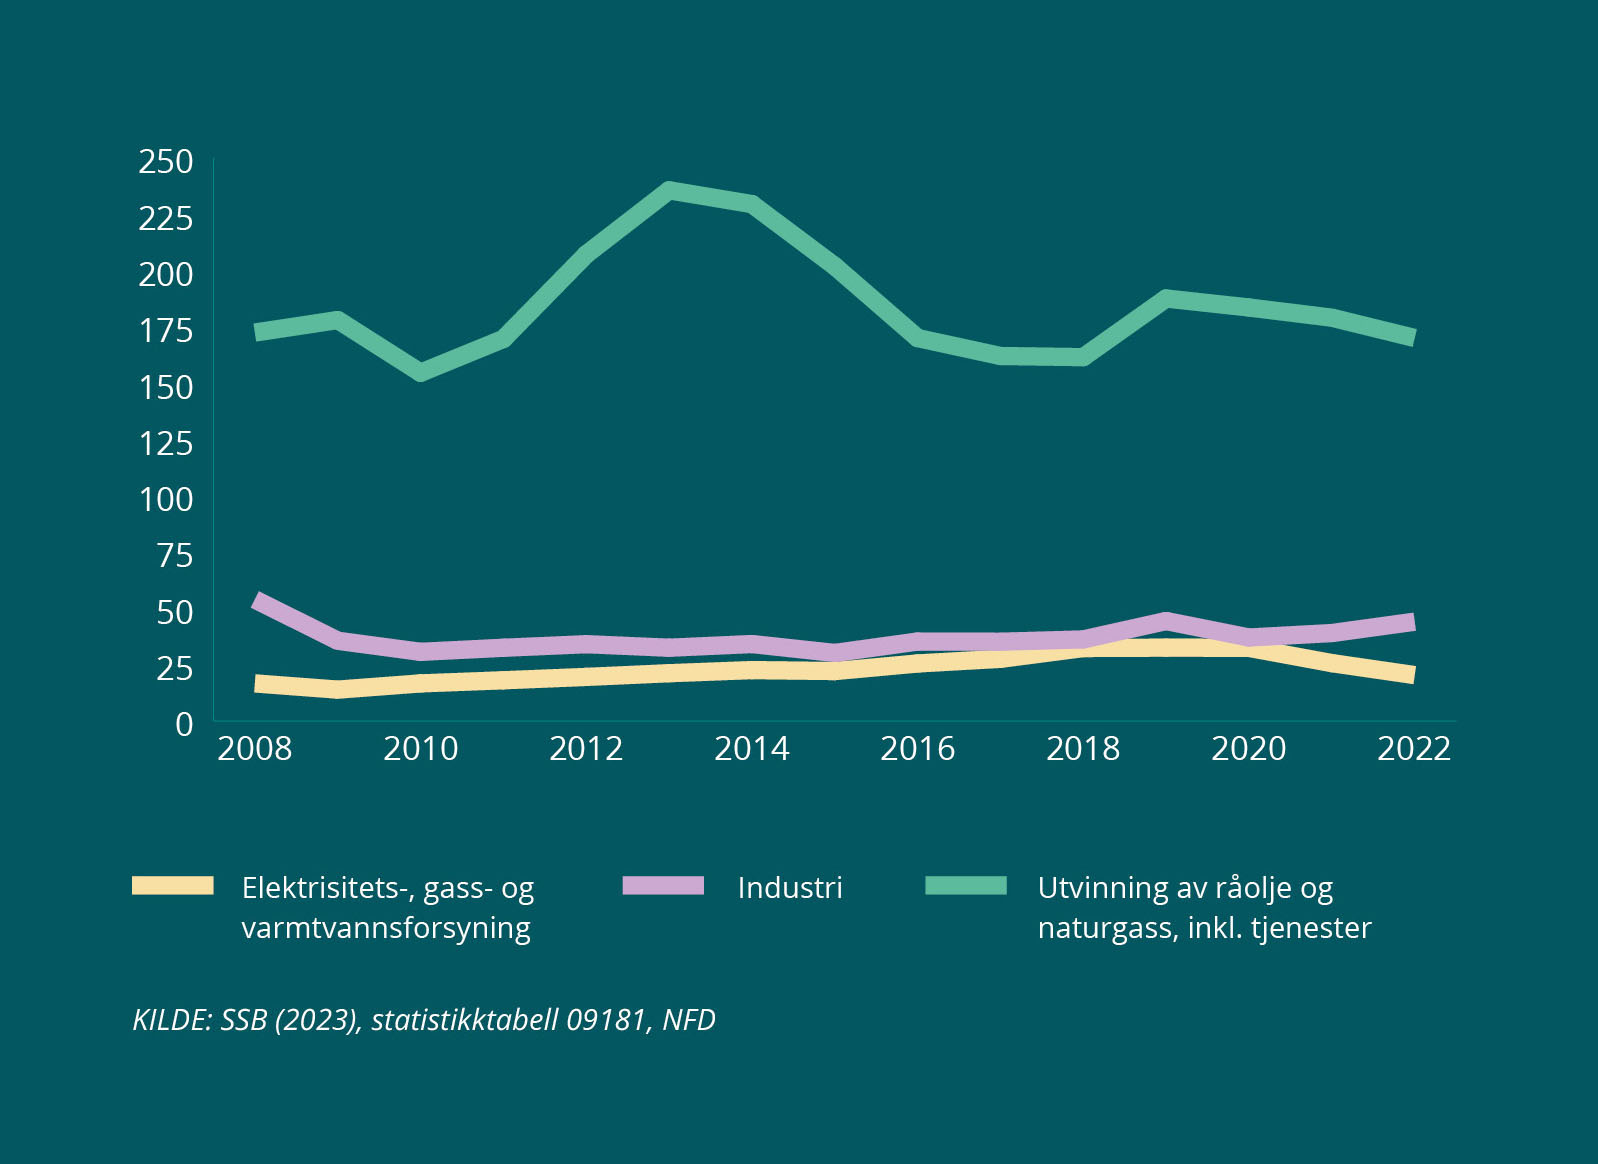 250
225
200
175
150
125
100
75
50
25
0
2008 2010 2012 2014 2016 2018 2020 2022
Elektrisitets-, gass- og
varmtvannsforsyning
Industri
Utvinning av råolje og
naturgass, inkl. tjenester
KILDE: SSB (2023), statistikktabell 09181, NFD